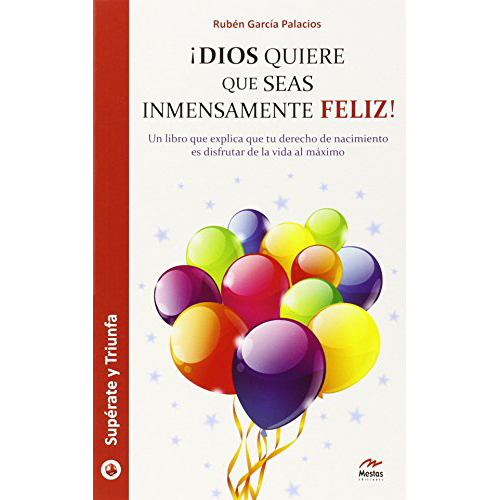 Rubén García Palacios
¡DIOS QUIERE
QUE SEAS
INMENSAMENTE FELIZ!
Un libro que explica que tu derecho de nacimiento
es disfrutar de la vida al máximo
Supérate y Triunfa
Mestas
ediciones